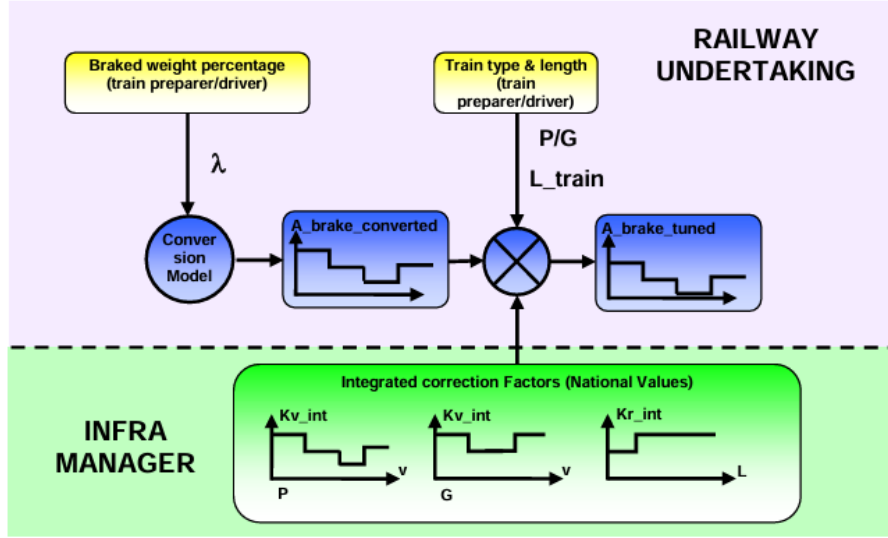 RAILWAY
UNDERTAKING
Braked weight percentage
(train preparer/driver)
Train type & length
(train
preparer/driver)
λ
P/G
L_train
Conver
sion
Model
A_brake_converted
A_brake_tuned
INFRA
MANAGER
Integrated correction Factors (National Values)
Kv_int
v
P
Kv_int
v
G
Kr_int
L